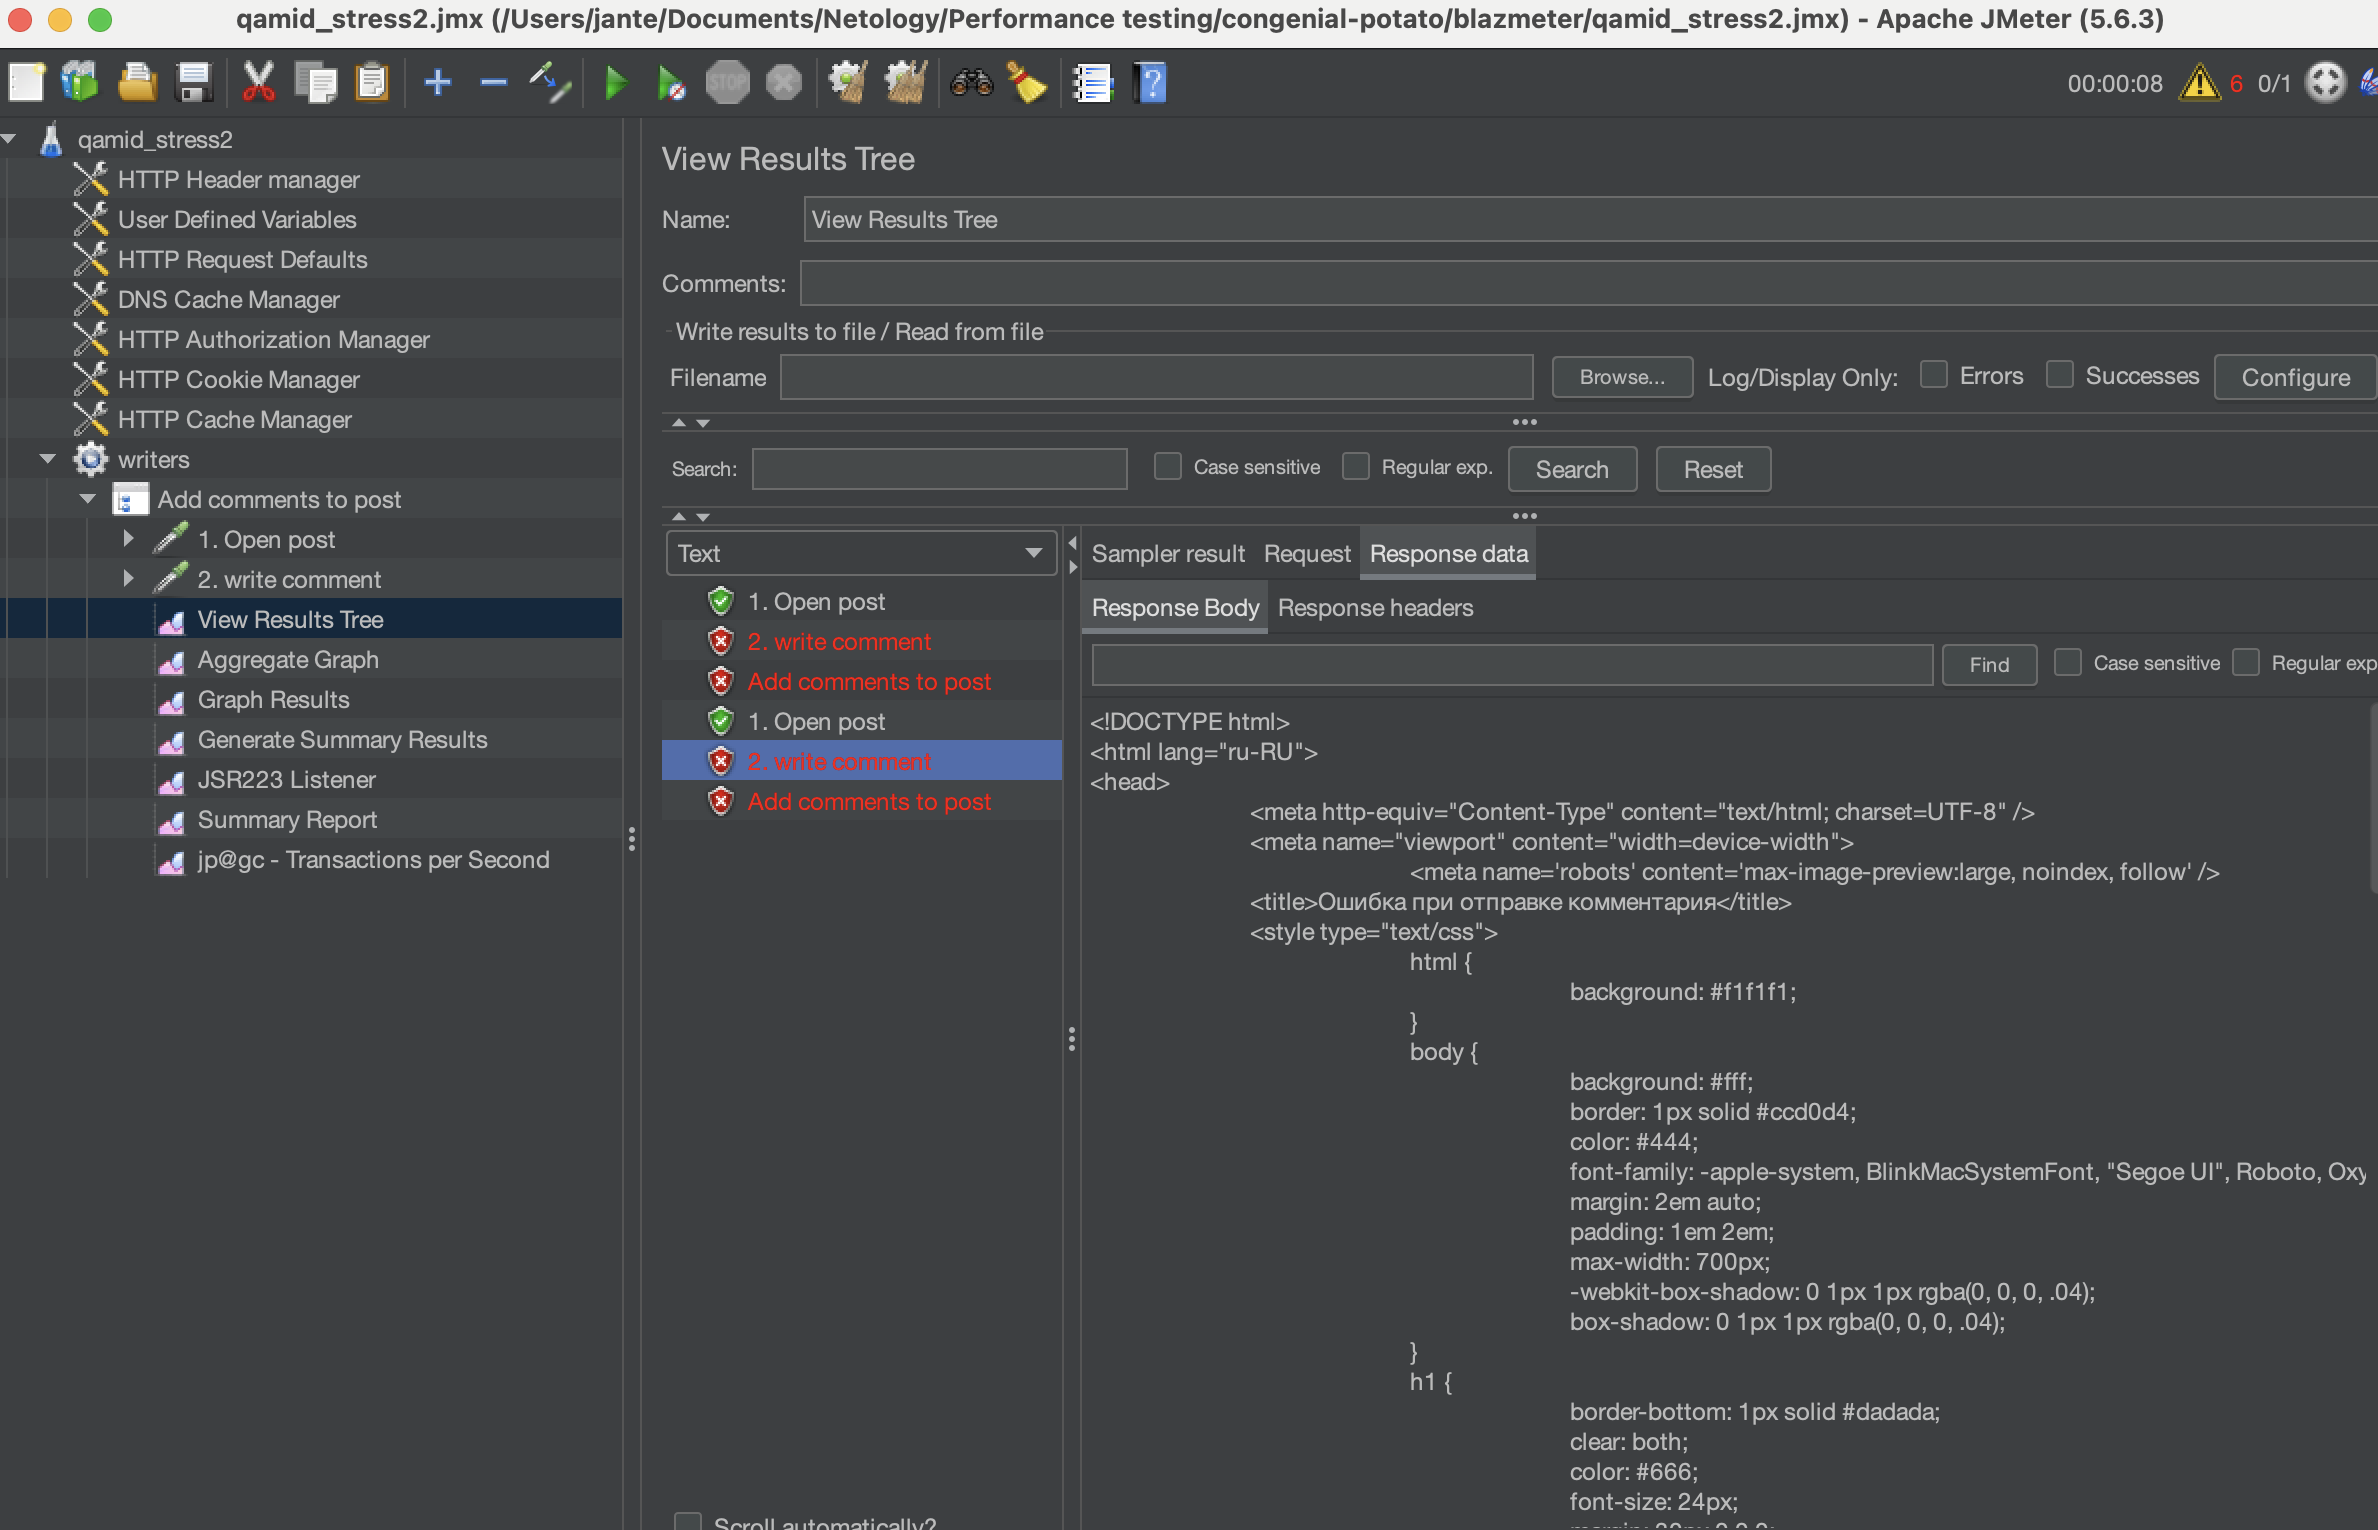 qamid_stress2.jmx (/Users/jante/Documents/Netology/Performance testing/congenial-potato/blazmeter/qamid_stress2.jmx) - Apache JMeter (5.6.3)
STOP
00:00:08 6 0/1
qamid_stress2
HTTP Header manager
User Defined Variables
HTTP Request Defaults
DNS Cache Manager
HTTP Authorization Manager
HTTP Cookie Manager
HTTP Cache Manager
writers
Add comments to post
1. Open post
2. write comment
View Results Tree
Aggregate Graph
Graph Results
Generate Summary Results
JSR223 Listener
Summary Report
jp@gc - Transactions per Second
View Results Tree
Name: View Results Tree
Comments:
Write results to file / Read from file
Filename Browse... Log/Display Only: Errors Successes Configure
Search: Case sensitive Regular exp. Search Reset
Text
1. Open post
2. write comment
Add comments to post
1. Open post
2. write comment
Add comments to post
Scroll automatically?
Sampler result Request Response data
Response Body Response headers
Find Case sensitive Regular exp
<!DOCTYPE html>
<html lang="ru-RU">
<head>
<meta http-equiv="Content-Type" content="text/html; charset=UTF-8" />
<meta name="viewport" content="width=device-width">
<meta name='robots' content='max-image-preview:large, noindex, follow' />
<title>Ошибка при отправке комментария</title>
<style type="text/css">
html {
background: #f1f1f1;
}
body {
background: #fff;
border: 1px solid #ccd0d4;
color: #444;
font-family: -apple-system, BlinkMacSystemFont, "Segoe UI", Roboto, Oxy
margin: 2em auto;
padding: 1em 2em;
max-width: 700px;
-webkit-box-shadow: 0 1px 1px rgba(0, 0, 0, .04);
box-shadow: 0 1px 1px rgba(0, 0, 0, .04);
}
h1 {
border-bottom: 1px solid #dadada;
clear: both;
color: #666;
font-size: 24px;